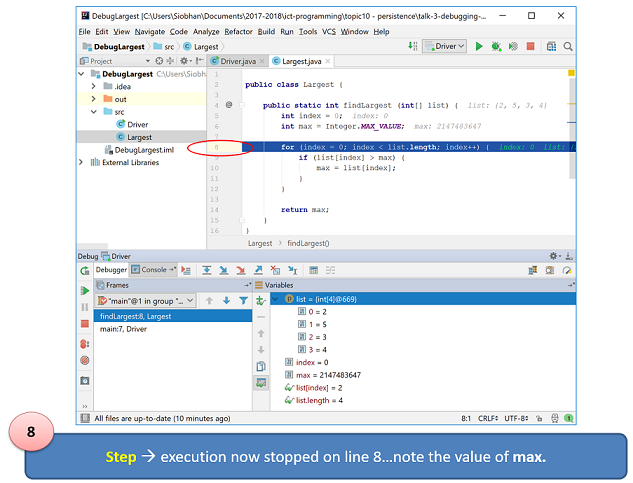 DebugLargest [C:\Users\Siobhan\Documents\2017-2018\ict-programming\topic10 - persistence\talk-3-debugging-...
File Edit View Navigate Code Analyze Refactor Build Run Tools VCS Window Help
DebugLargest src Largest Driver
Project Driver.java Largest.java
DebugLargest C:\Users\Siobhan
.idea
out
src
Driver
Largest
DebugLargest.iml
External Libraries
1
2 public class Largest {
3
4 @ public static int findLargest (int[] list) { list: {2, 5, 3, 4}
5 int index = 0; index: 0
6 int max = Integer.MAX_VALUE; max: 2147483647
7
8 for (index = 0; index < list.length; index++) { index: 0 list:
9 if (list[index] > max) {
10 max = list[index];
11 }
12 }
13
14 return max;
15 }
16 }
Largest > findLargest()
Debug Driver
Debugger Console
Frames Variables
"main"@1 in group "...
findLargest:8, Largest
main:7, Driver
list = {int[4]@669}
0 = 2
1 = 5
2 = 3
3 = 4
index = 0
max = 2147483647
list[index] = 2
list.length = 4
All files are up-to-date (10 minutes ago) 8:1 CRLF UTF-8 1
8
Step → execution now stopped on line 8...note the value of max.